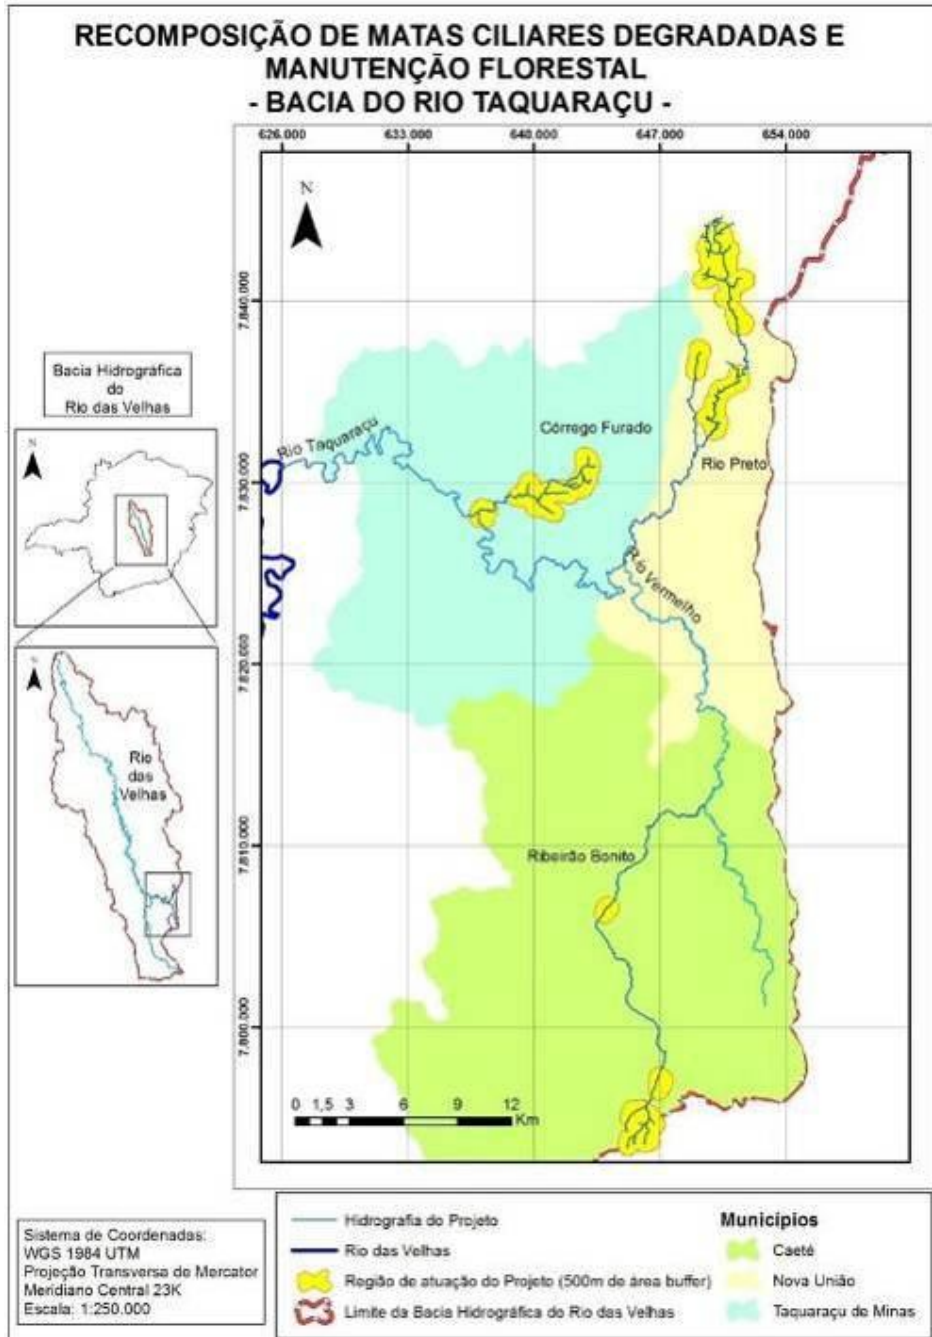 RECOMPOSIÇÃO DE MATAS CILIARES DEGRADADAS E
MANUTENÇÃO FLORESTAL
- BACIA DO RIO TAQUARAÇU -
626.000 633.000 640.000 647.000 654.000
N
7.840.000
7.830.000
7.820.000
7.810.000
7.800.000
Córrego Furado
Rio Taquaraçu
Rio Preto
Rio Vermelho
Ribeirão Bonito
0 1,5 3 6 9 12
Km
Bacia Hidrográfica
do
Rio das Velhas
N
N
Rio
das
Velhas
Sistema de Coordenadas:
WGS 1984 UTM
Projeção Transversa de Mercator
Meridiano Central 23K
Escala: 1:250.000
Hidrografia do Projeto
Rio das Velhas
Região de atuação do Projeto (500m de área buffer)
Limite da Bacia Hidrográfica do Rio das Velhas
Municípios
Caeté
Nova União
Taquaraçu de Minas